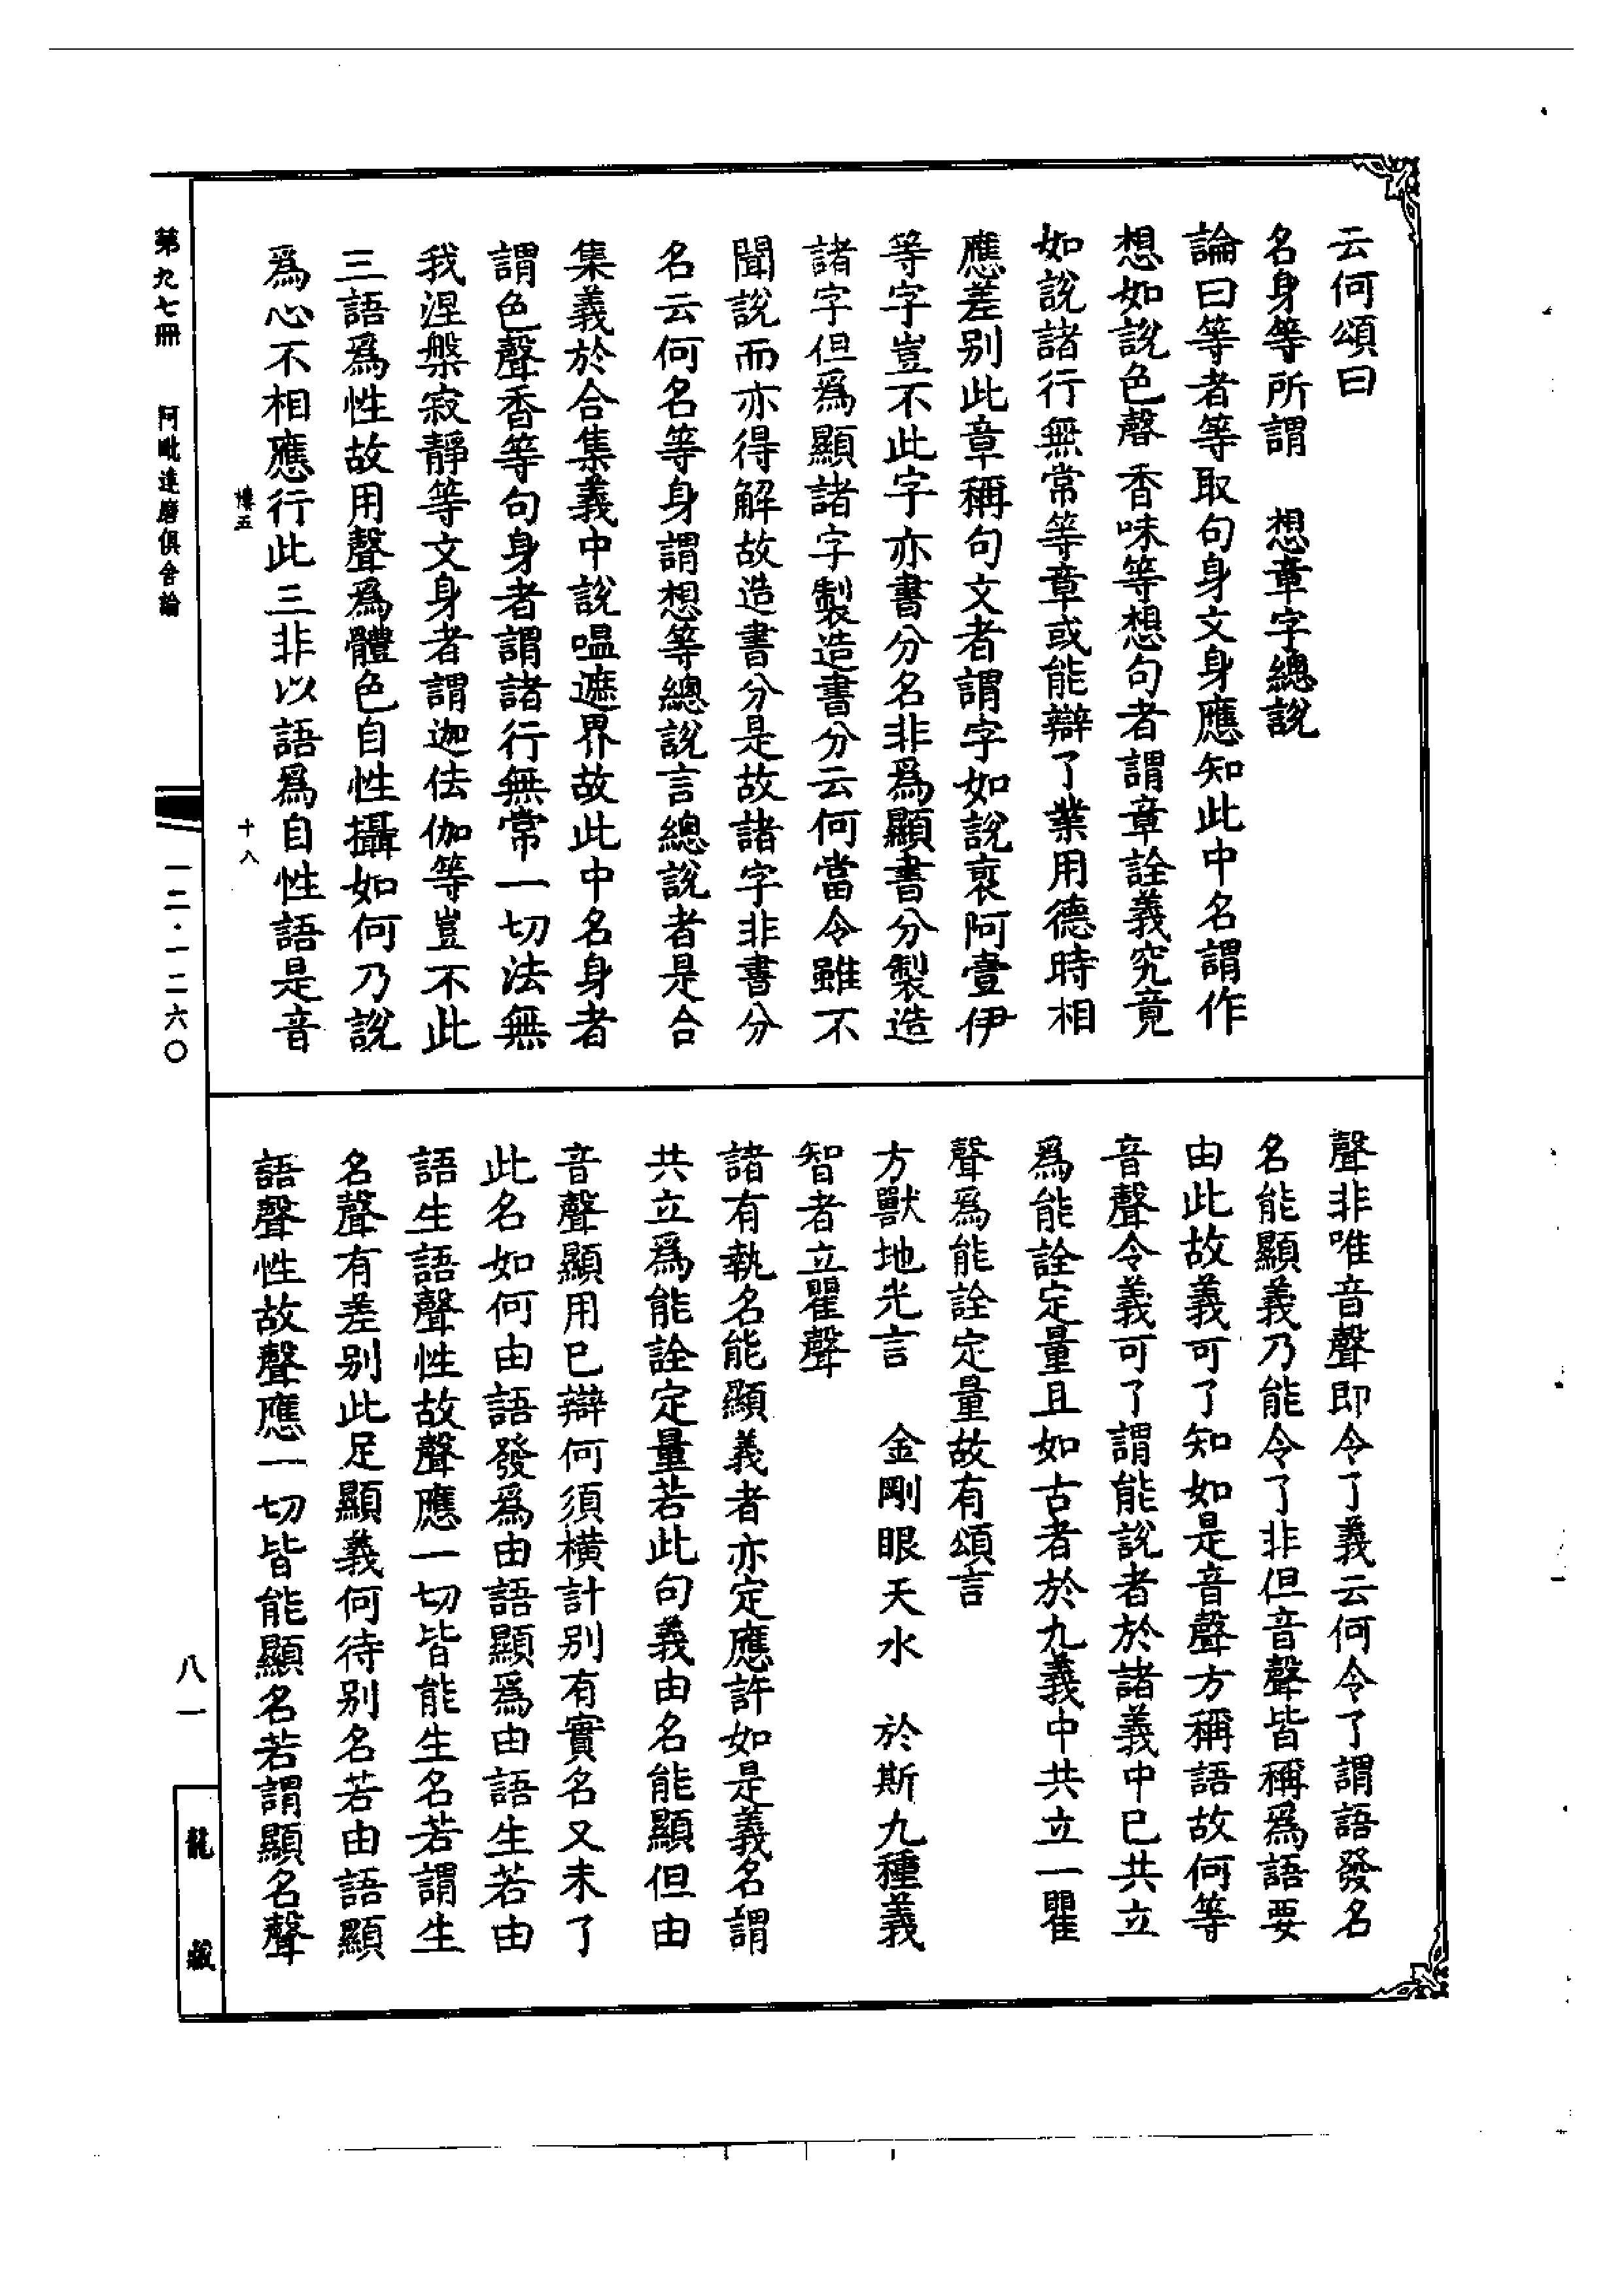 云何頌曰
名身等所謂　想章字總說
論曰等者等取句身文身應知此中名謂作
想如說色聲香味等想句者謂章詮義究竟
如說諸行無常等章或能辯了業用德時相
應差別此章稱句文者謂字如說裒阿壹伊
等字豈不此字亦書分名非爲顯書分製造
諸字但爲顯諸字製造書分云何當令雖不
聞說而亦得解故造書分是故諸字非書分
名云何名等身謂想等總說言總說者是合
集義於合集義中說嗢遮界故此中名身者
謂色聲香等句身者謂諸行無常一切法無
我涅槃寂靜等文身者謂迦佉伽等豈不此
三語爲性故用聲爲體色自性攝如何乃說
爲心不相應行此三非以語爲自性語是音
聲非唯音聲即令了義云何令了謂語發名
名能顯義乃能令了非但音聲皆稱爲語要
由此故義可了知如是音聲方稱語故何等
音聲令義可了謂能說者於諸義中已共立
爲能詮定量且如古者於九義中共立一瞿
聲爲能詮定量故有頌言
方獸地光言　金剛眼天水　於斯九種義
智者立瞿聲
諸有執名能顯義者亦定應許如是義名謂
共立爲能詮定量若此句義由名能顯但由
音聲顯用已辯何須橫計別有實名又未了
此名如何由語發爲由語顯爲由語生若由
語生語聲性故聲應一切皆能生名若謂生
名聲有差別此足顯義何待別名若由語顯
語聲性故聲應一切皆能顯名若謂顯名聲
塼五
十八
第九七冊　阿毗達磨俱舍論
一二·一二六〇
八一
龍藏